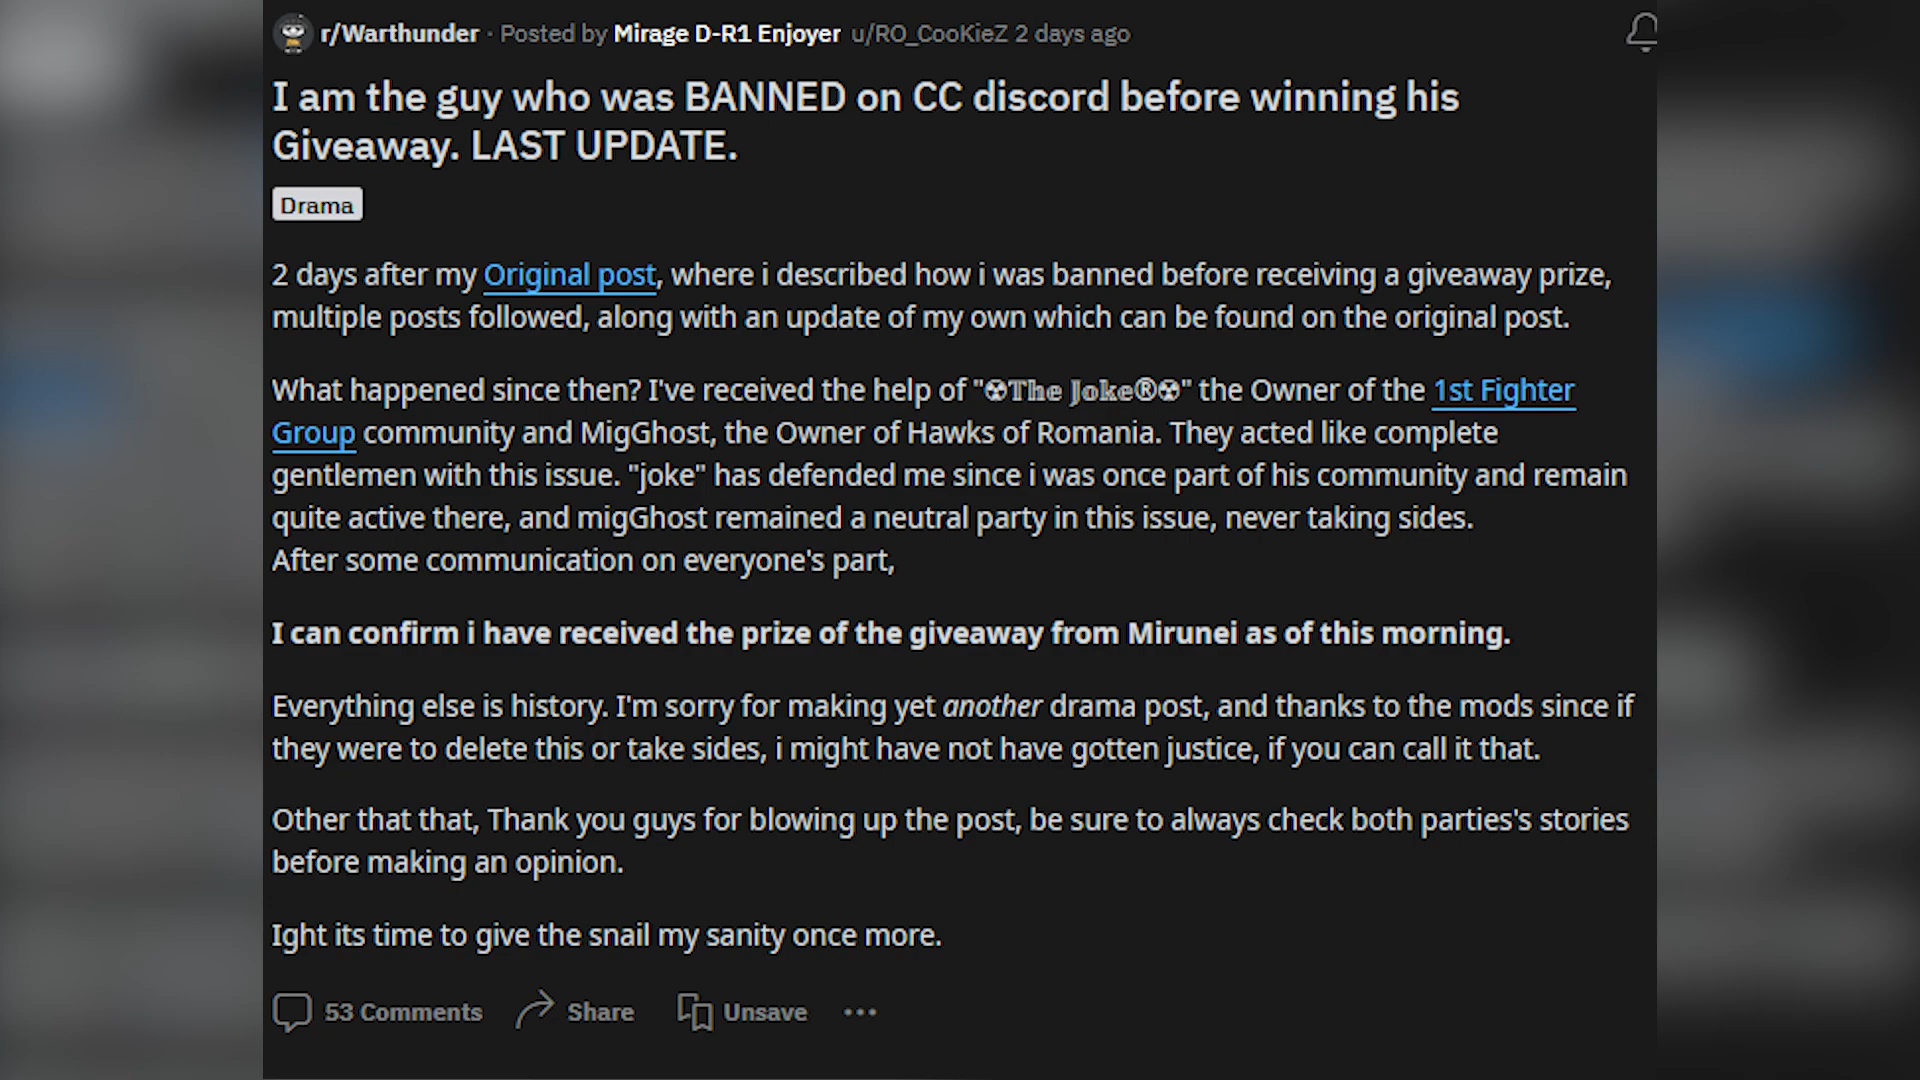 r/Warthunder · Posted by Mirage D-R1 Enjoyer u/RO_CooKieZ 2 days ago
I am the guy who was BANNED on CC discord before winning his
Giveaway. LAST UPDATE.
Drama
2 days after my Original post, where i described how i was banned before receiving a giveaway prize,
multiple posts followed, along with an update of my own which can be found on the original post.
What happened since then? I've received the help of "☢𝕋𝕙𝕖 𝕁𝕠𝕜𝕖®☢" the Owner of the 1st Fighter
Group community and MigGhost, the Owner of Hawks of Romania. They acted like complete
gentlemen with this issue. "joke" has defended me since i was once part of his community and remain
quite active there, and migGhost remained a neutral party in this issue, never taking sides.
After some communication on everyone's part,
I can confirm i have received the prize of the giveaway from Mirunei as of this morning.
Everything else is history. I'm sorry for making yet another drama post, and thanks to the mods since if
they were to delete this or take sides, i might have not have gotten justice, if you can call it that.
Other that that, Thank you guys for blowing up the post, be sure to always check both parties's stories
before making an opinion.
Ight its time to give the snail my sanity once more.
53 Comments Share Unsave ···